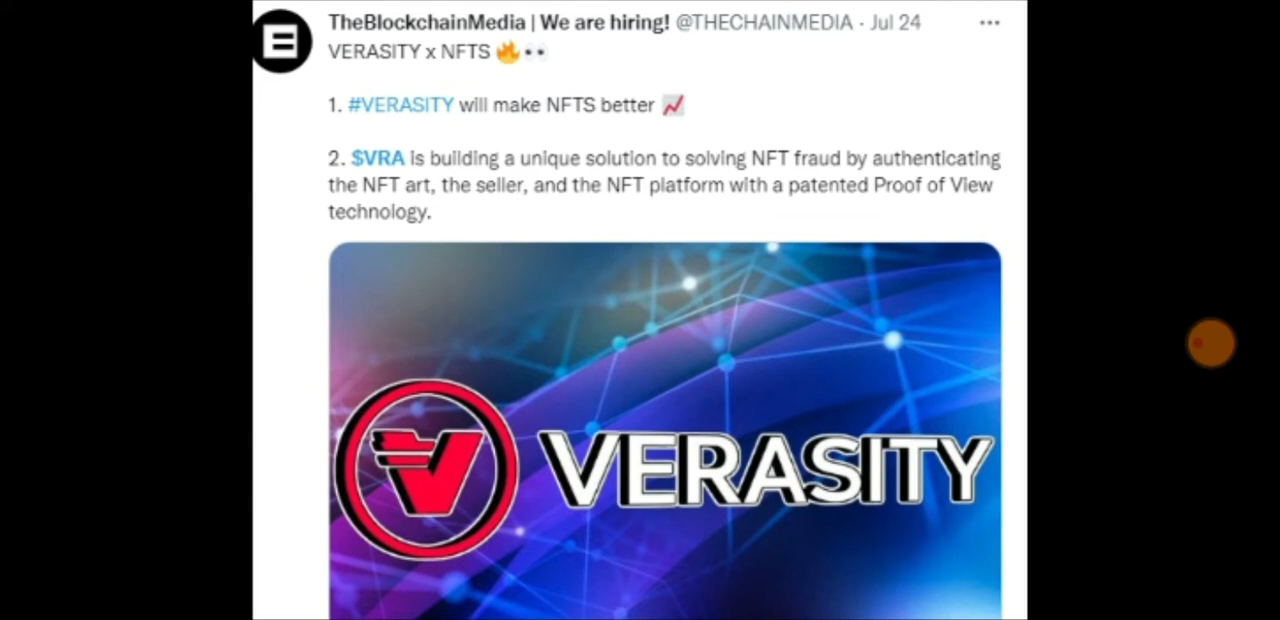 TheBlockchainMedia | We are hiring! @THECHAINMEDIA · Jul 24
VERASITY x NFTS 🔥👀
1. #VERASITY will make NFTS better 📈
2. $VRA is building a unique solution to solving NFT fraud by authenticating
the NFT art, the seller, and the NFT platform with a patented Proof of View
technology.
VERASITY